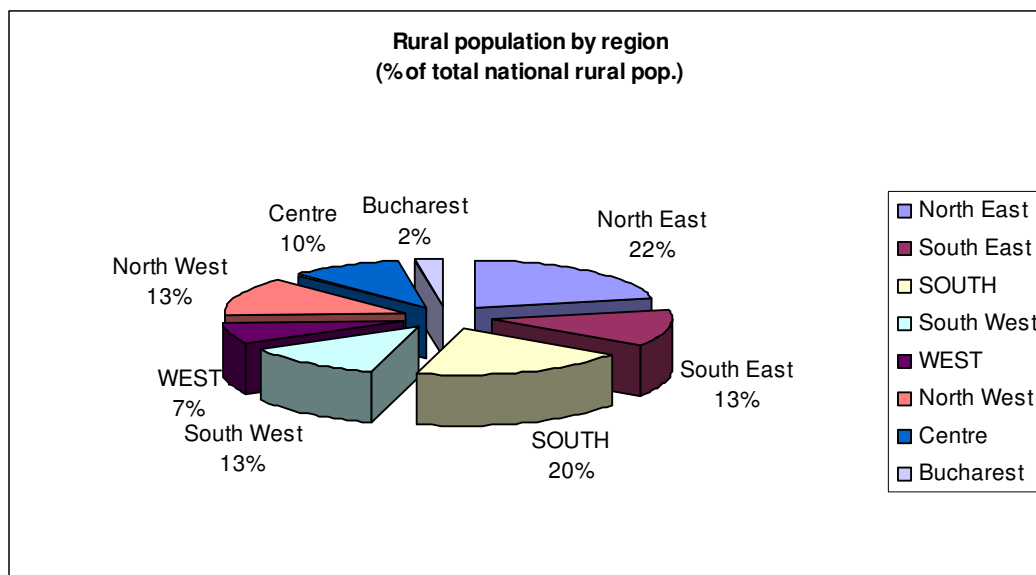 Rural population by region
(% of total national rural pop.)
North East
22%
South East
13%
SOUTH
20%
South West
13%
WEST
7%
North West
13%
Centre
10%
Bucharest
2%
North East
South East
SOUTH
South West
WEST
North West
Centre
Bucharest